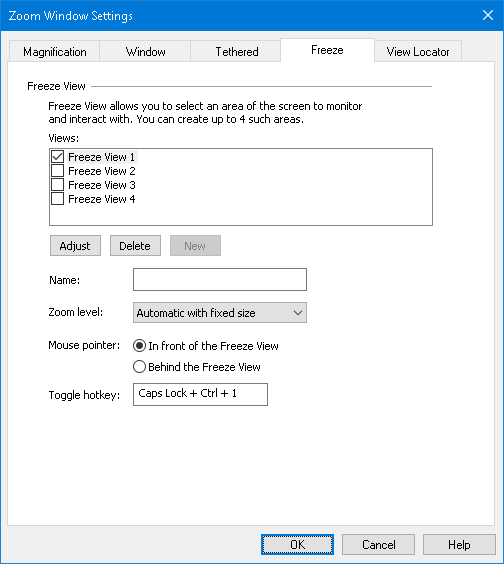 Zoom Window Settings
Magnification
Window
Tethered
Freeze
View Locator
Freeze View
Freeze View allows you to select an area of the screen to monitor
and interact with. You can create up to 4 such areas.
Views:
Freeze View 1
Freeze View 2
Freeze View 3
Freeze View 4
Adjust
Delete
New
Name:
Zoom level:
Automatic with fixed size
Mouse pointer:
In front of the Freeze View
Behind the Freeze View
Toggle hotkey:
Caps Lock + Ctrl + 1
OK
Cancel
Help